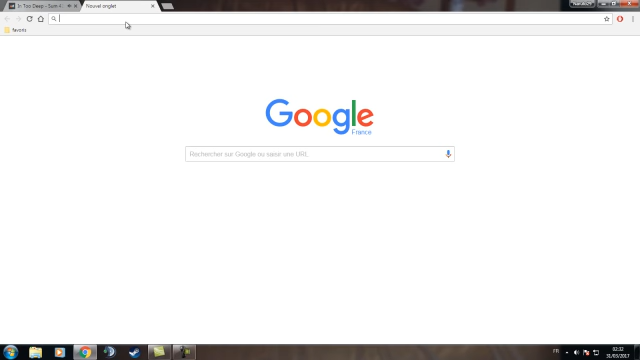 In Too Deep - Sum 4
Nouvel onglet
favoris
Google
France
Rechercher sur Google ou saisir une URL
FR
02:32
31/03/2017